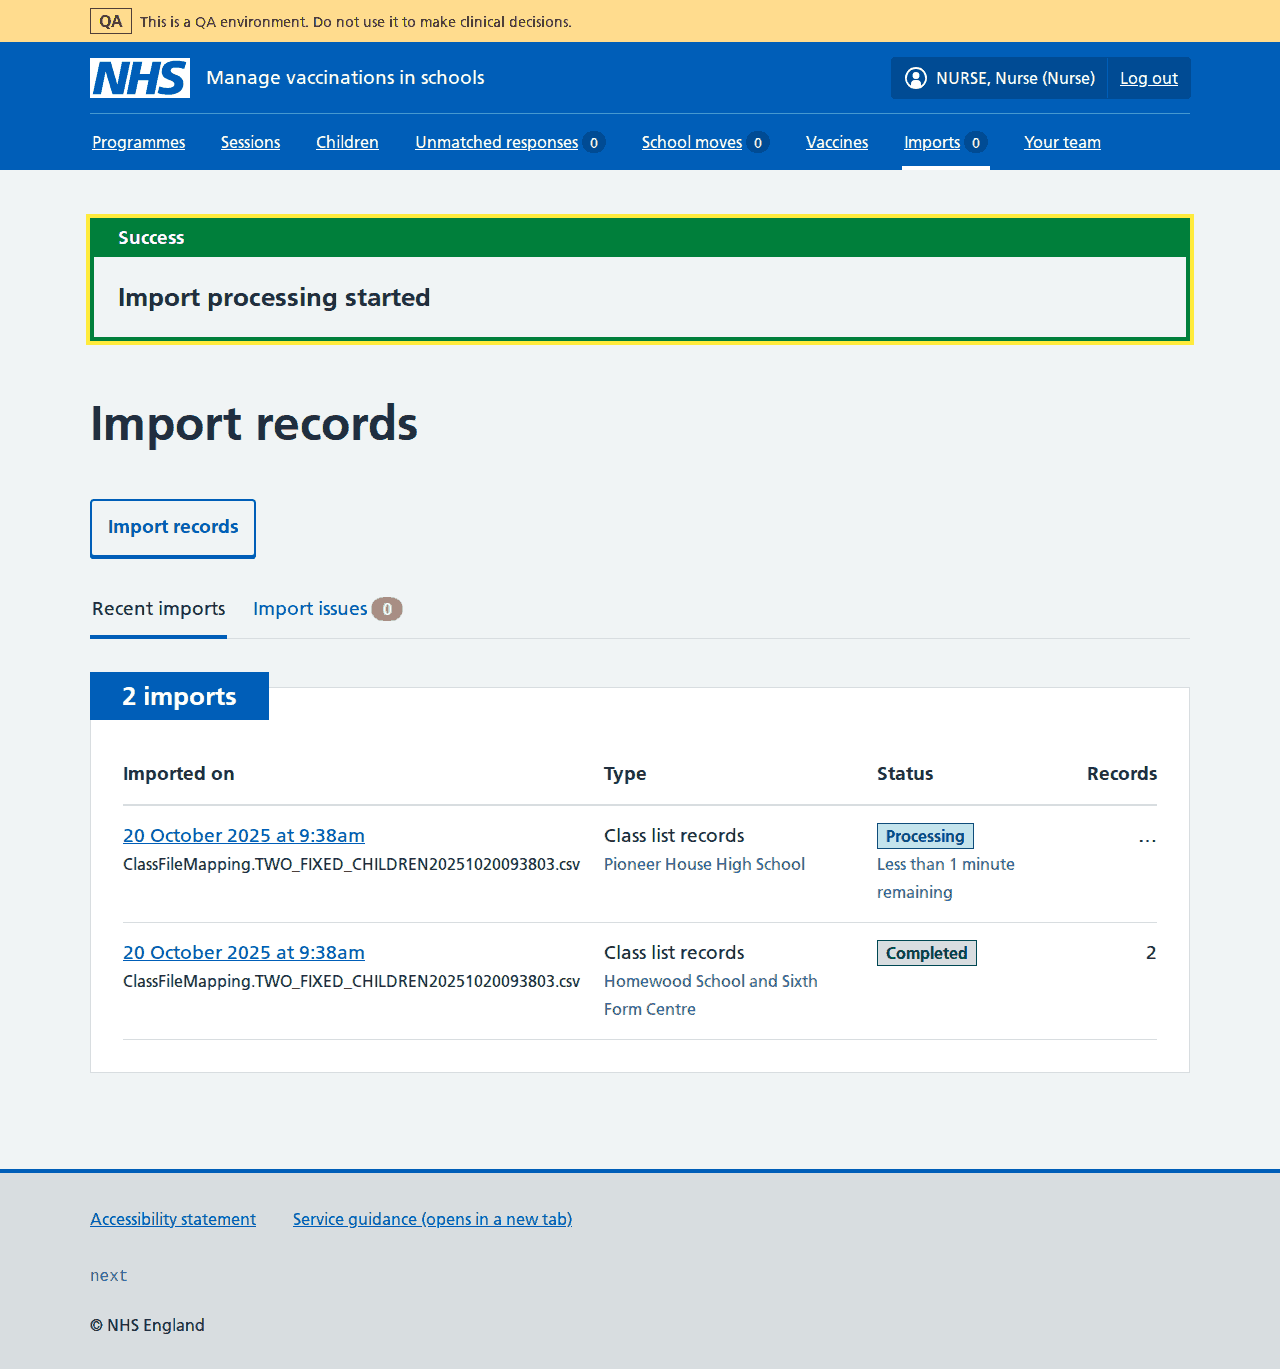 QA This is a QA environment. Do not use it to make clinical decisions.
NHS Manage vaccinations in schools NURSE, Nurse (Nurse) Log out
Programmes Sessions Children Unmatched responses 0 School moves 0 Vaccines Imports 0 Your team
Success
Import processing started
Import records
Import records
Recent imports Import issues 0
2 imports
Imported on Type Status Records
20 October 2025 at 9:38am Class list records Processing ...
ClassFileMapping.TWO_FIXED_CHILDREN20251020093803.csv Pioneer House High School Less than 1 minute
remaining
20 October 2025 at 9:38am Class list records Completed 2
ClassFileMapping.TWO_FIXED_CHILDREN20251020093803.csv Homewood School and Sixth
Form Centre
Accessibility statement Service guidance (opens in a new tab)
next
© NHS England